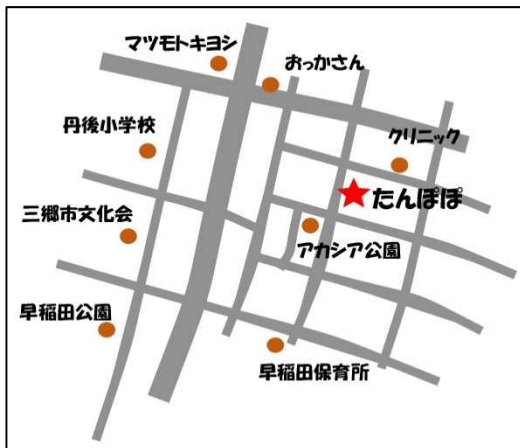 マツモトキヨシ
おっかさん
丹後小学校
クリニック
たんぽぽ
三郷市文化会
アカシア公園
早稲田公園
早稲田保育所